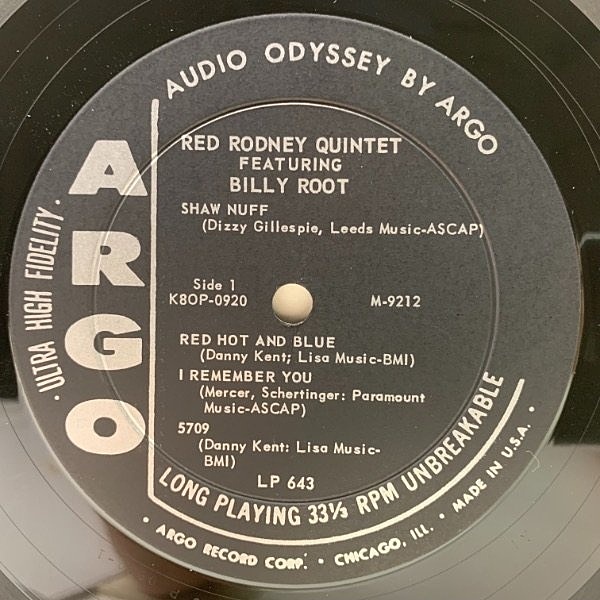 AUDIO ODYSSEY BY ARGO
ARGO
· ULTRA HIGH FIDELITY ·
RED RODNEY QUINTET
FEATURING
BILLY ROOT
SHAW NUFF
(Dizzy Gillespie, Leeds Music-ASCAP)
Side 1
K8OP-0920
M-9212
RED HOT AND BLUE
(Danny Kent; Lisa Music-BMI)
I REMEMBER YOU
(Mercer, Schertinger: Paramount
Music-ASCAP)
5709
(Danny Kent: Lisa Music-
BMI)
LP 643
LONG PLAYING 33⅓ RPM UNBREAKABLE
· ARGO RECORD CORP. · CHICAGO, ILL. · MADE IN U.S.A. ·